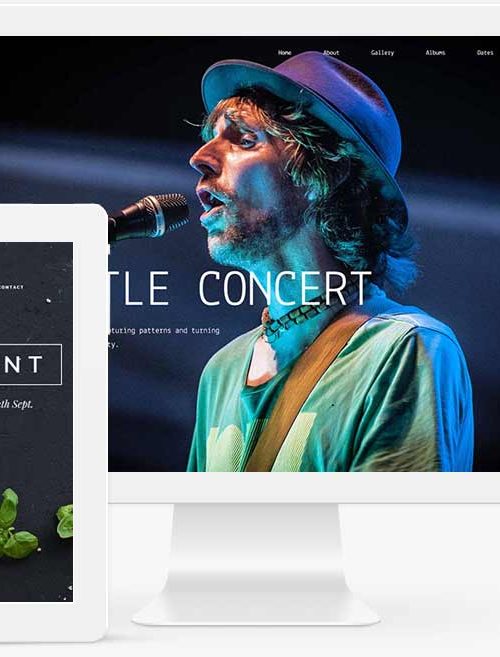 Home About Gallery Albums Dates
TLE CONCERT
aturing patterns and turning
ty.
CONTACT
NT
th Sept.